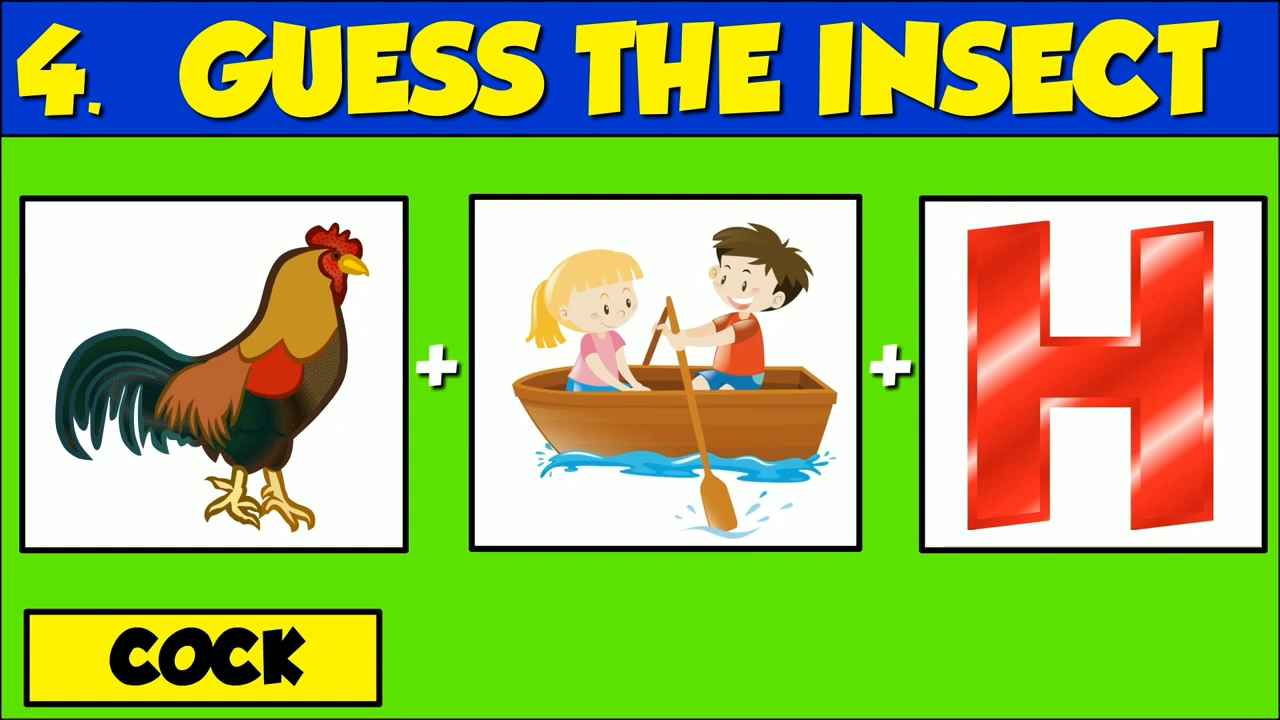 4. GUESS THE INSECT
+ +
H
COCK